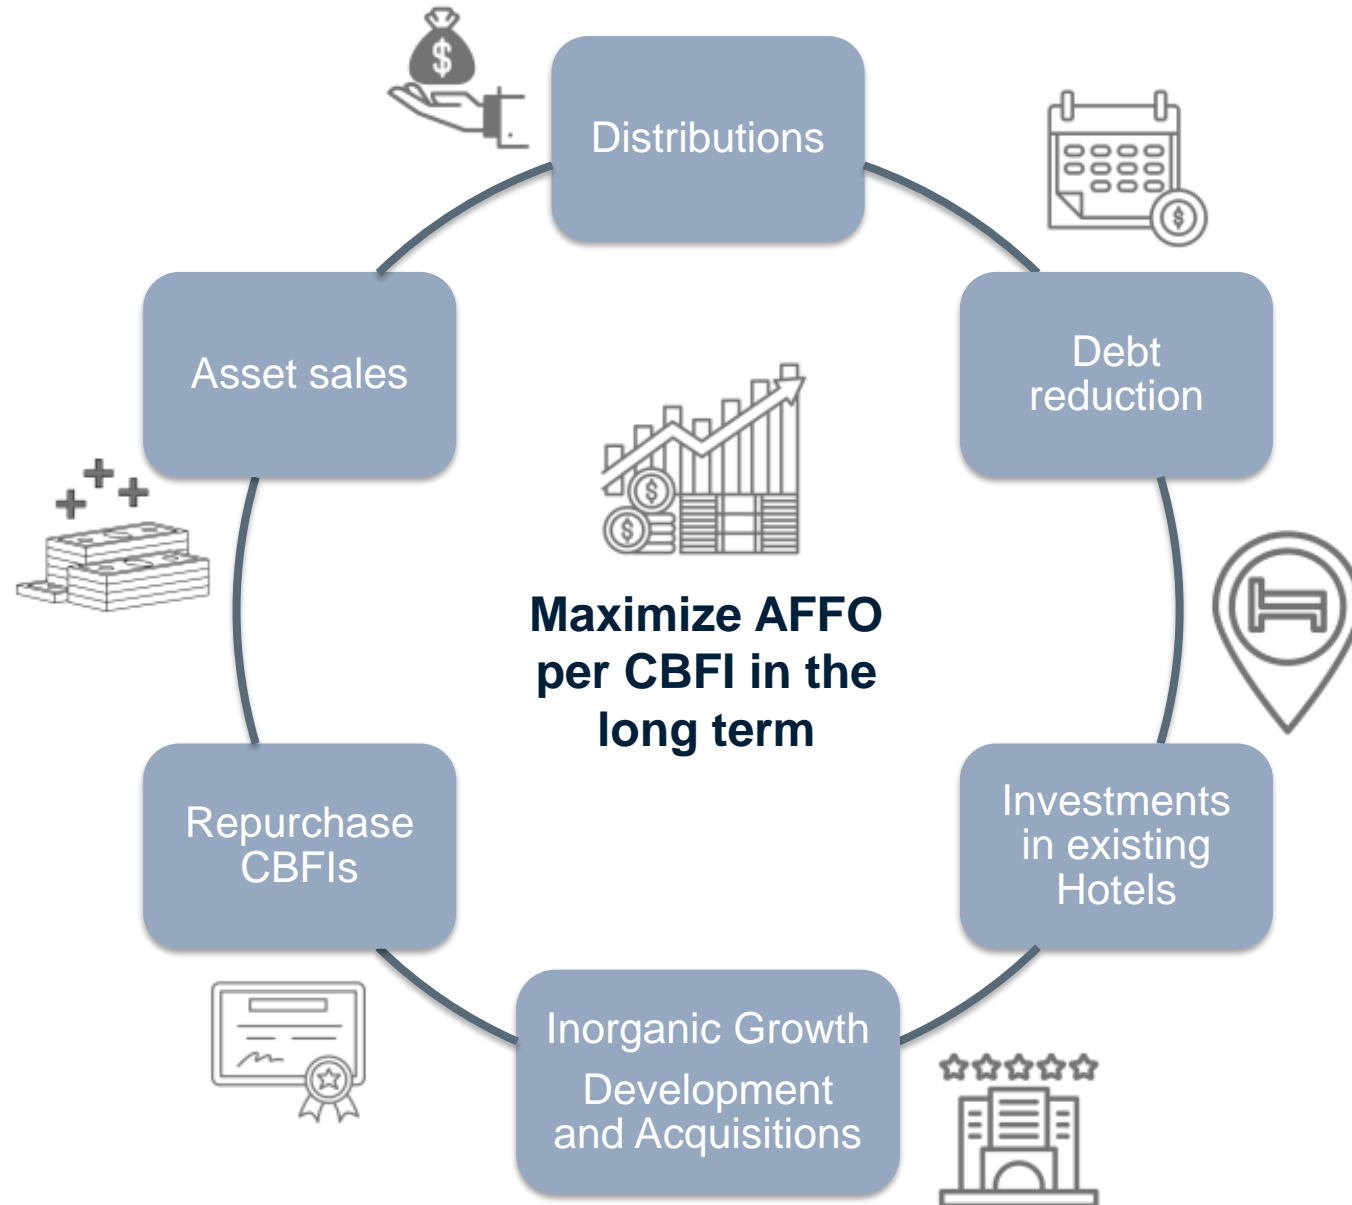 Distributions
Debt
reduction
Investments
in existing
Hotels
Inorganic Growth
Development
and Acquisitions
Repurchase
CBFIs
Asset sales
Maximize AFFO
per CBFI in the
long term
$
$
$
$